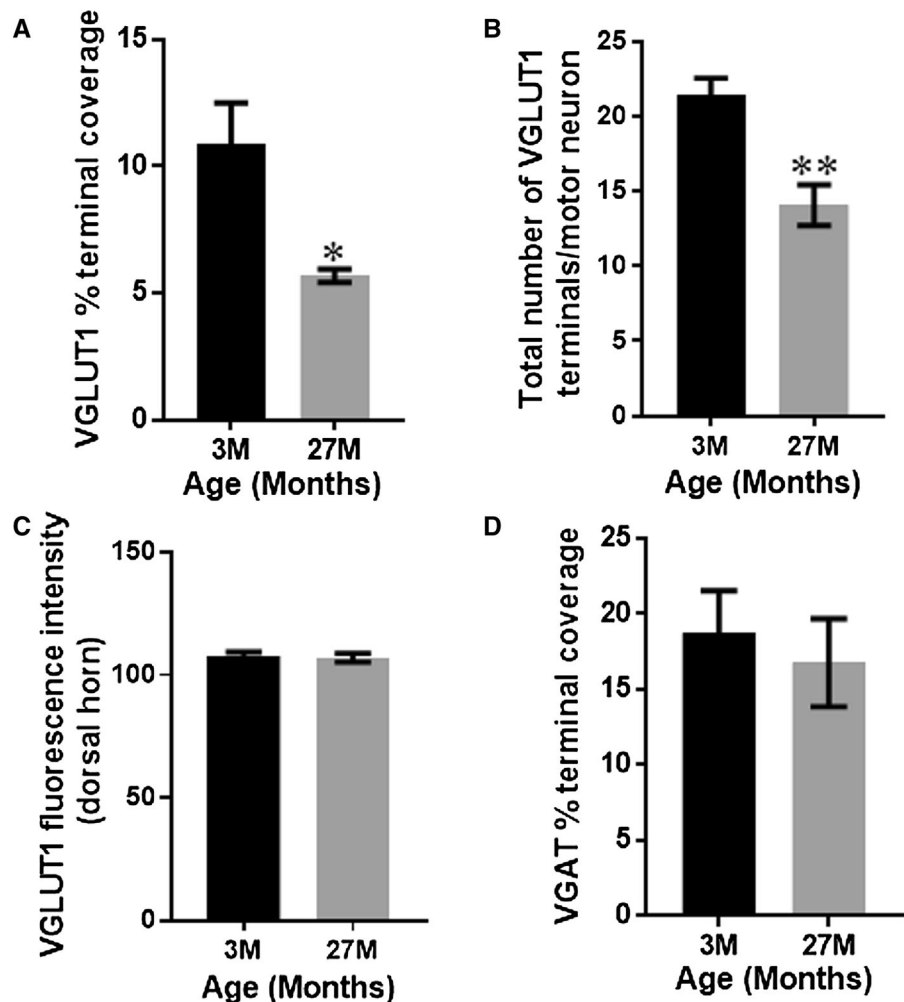 A
VGLUT1 % terminal coverage
15
10
5
0
*
3M
27M
Age (Months)
B
Total number of VGLUT1
terminals/motor neuron
25
20
15
10
5
0
**
3M
27M
Age (Months)
C
VGLUT1 fluorescence intensity
(dorsal horn)
150
100
50
0
3M
27M
Age (Months)
D
VGAT % terminal coverage
25
20
15
10
5
0
3M
27M
Age (Months)